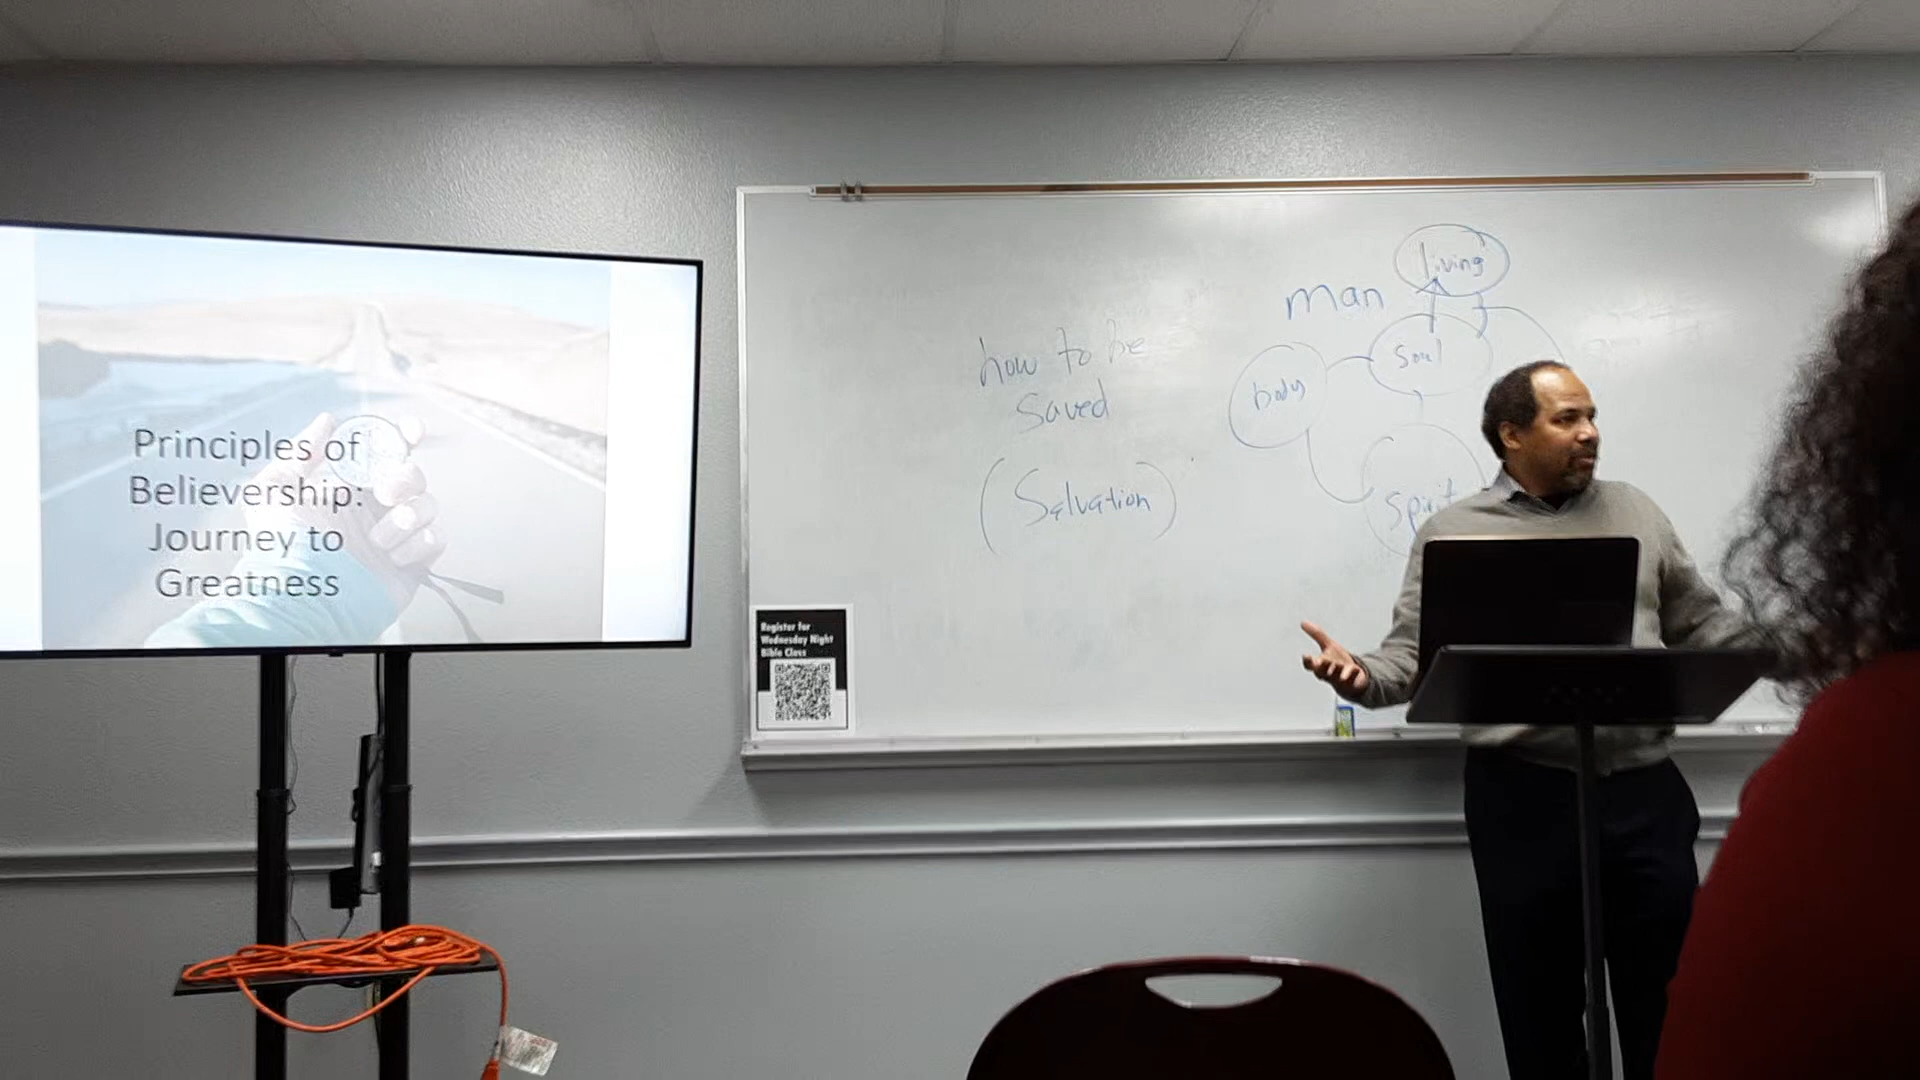 Principles of
Believership:
Journey to
Greatness
how to be
saved
(Salvation)
man
living
soul
body
spirit
Register for
Wednesday Night
Bible Class